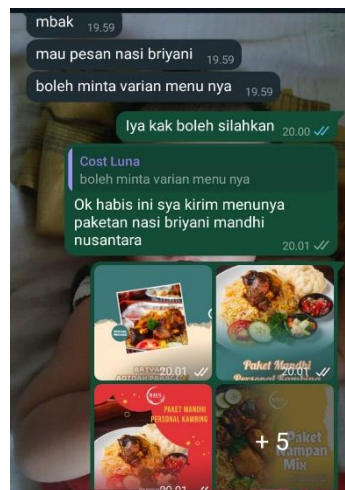 mbak 19.59
mau pesan nasi briyani 19.59
boleh minta varian menu nya 19.59
Iya kak boleh silahkan 20.00
Cost Luna
boleh minta varian menu nya
Ok habis ini sya kirim menunya
paketan nasi briyani mandhi
nusantara
20.01
20.01
Paket Mandhi
Personal Kambing
20.01
PAKET MANDHI
PERSONAL KAMBING
+ 5
Paket
Nampan
Mix